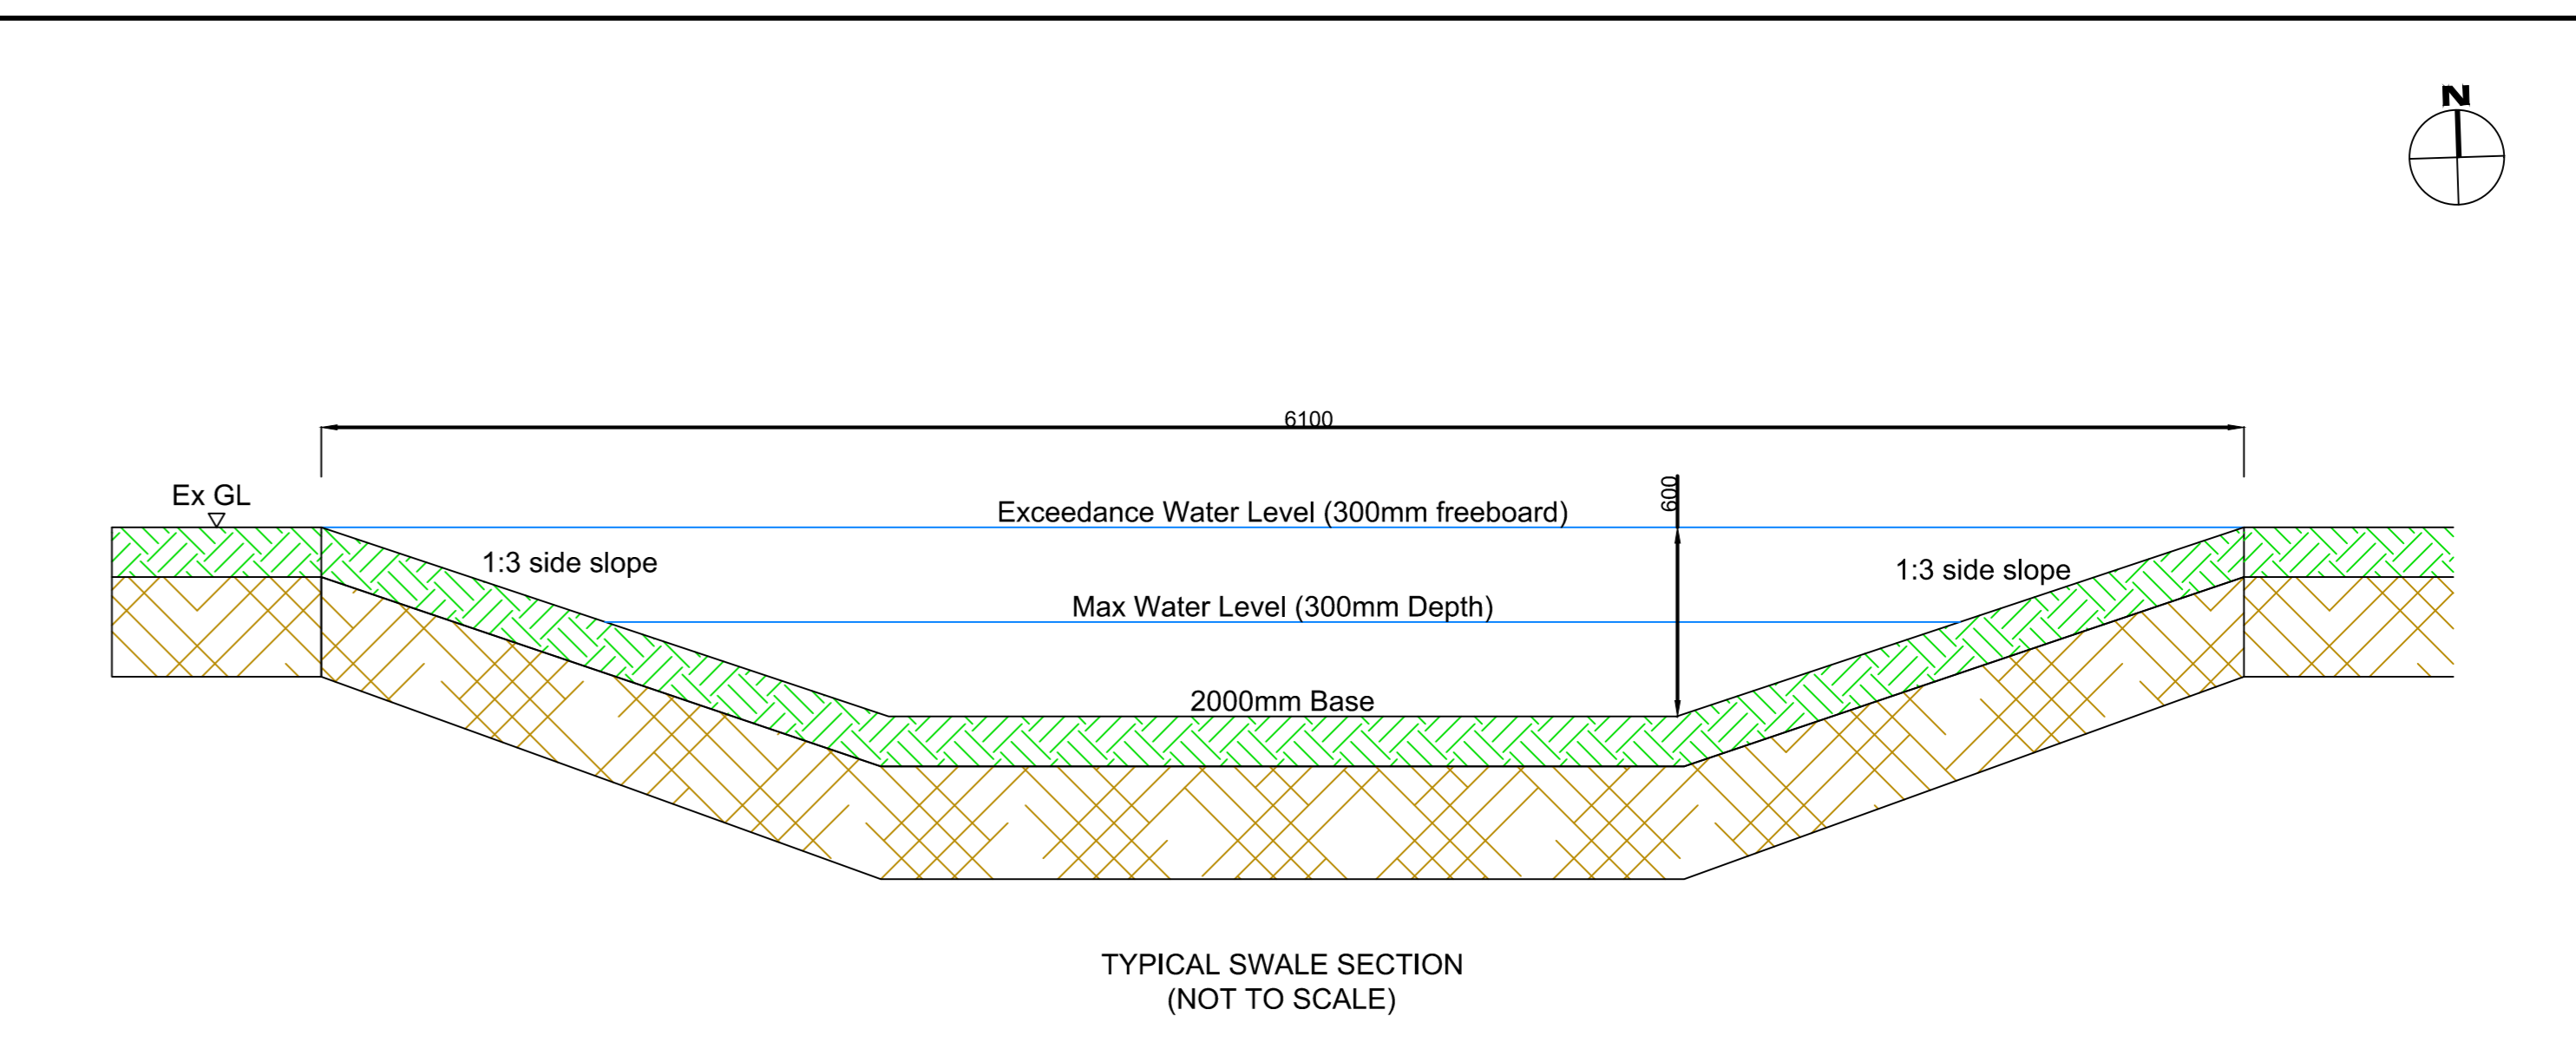 N
6100
Ex GL
600
Exceedance Water Level (300mm freeboard)
1:3 side slope
1:3 side slope
Max Water Level (300mm Depth)
2000mm Base
TYPICAL SWALE SECTION
(NOT TO SCALE)